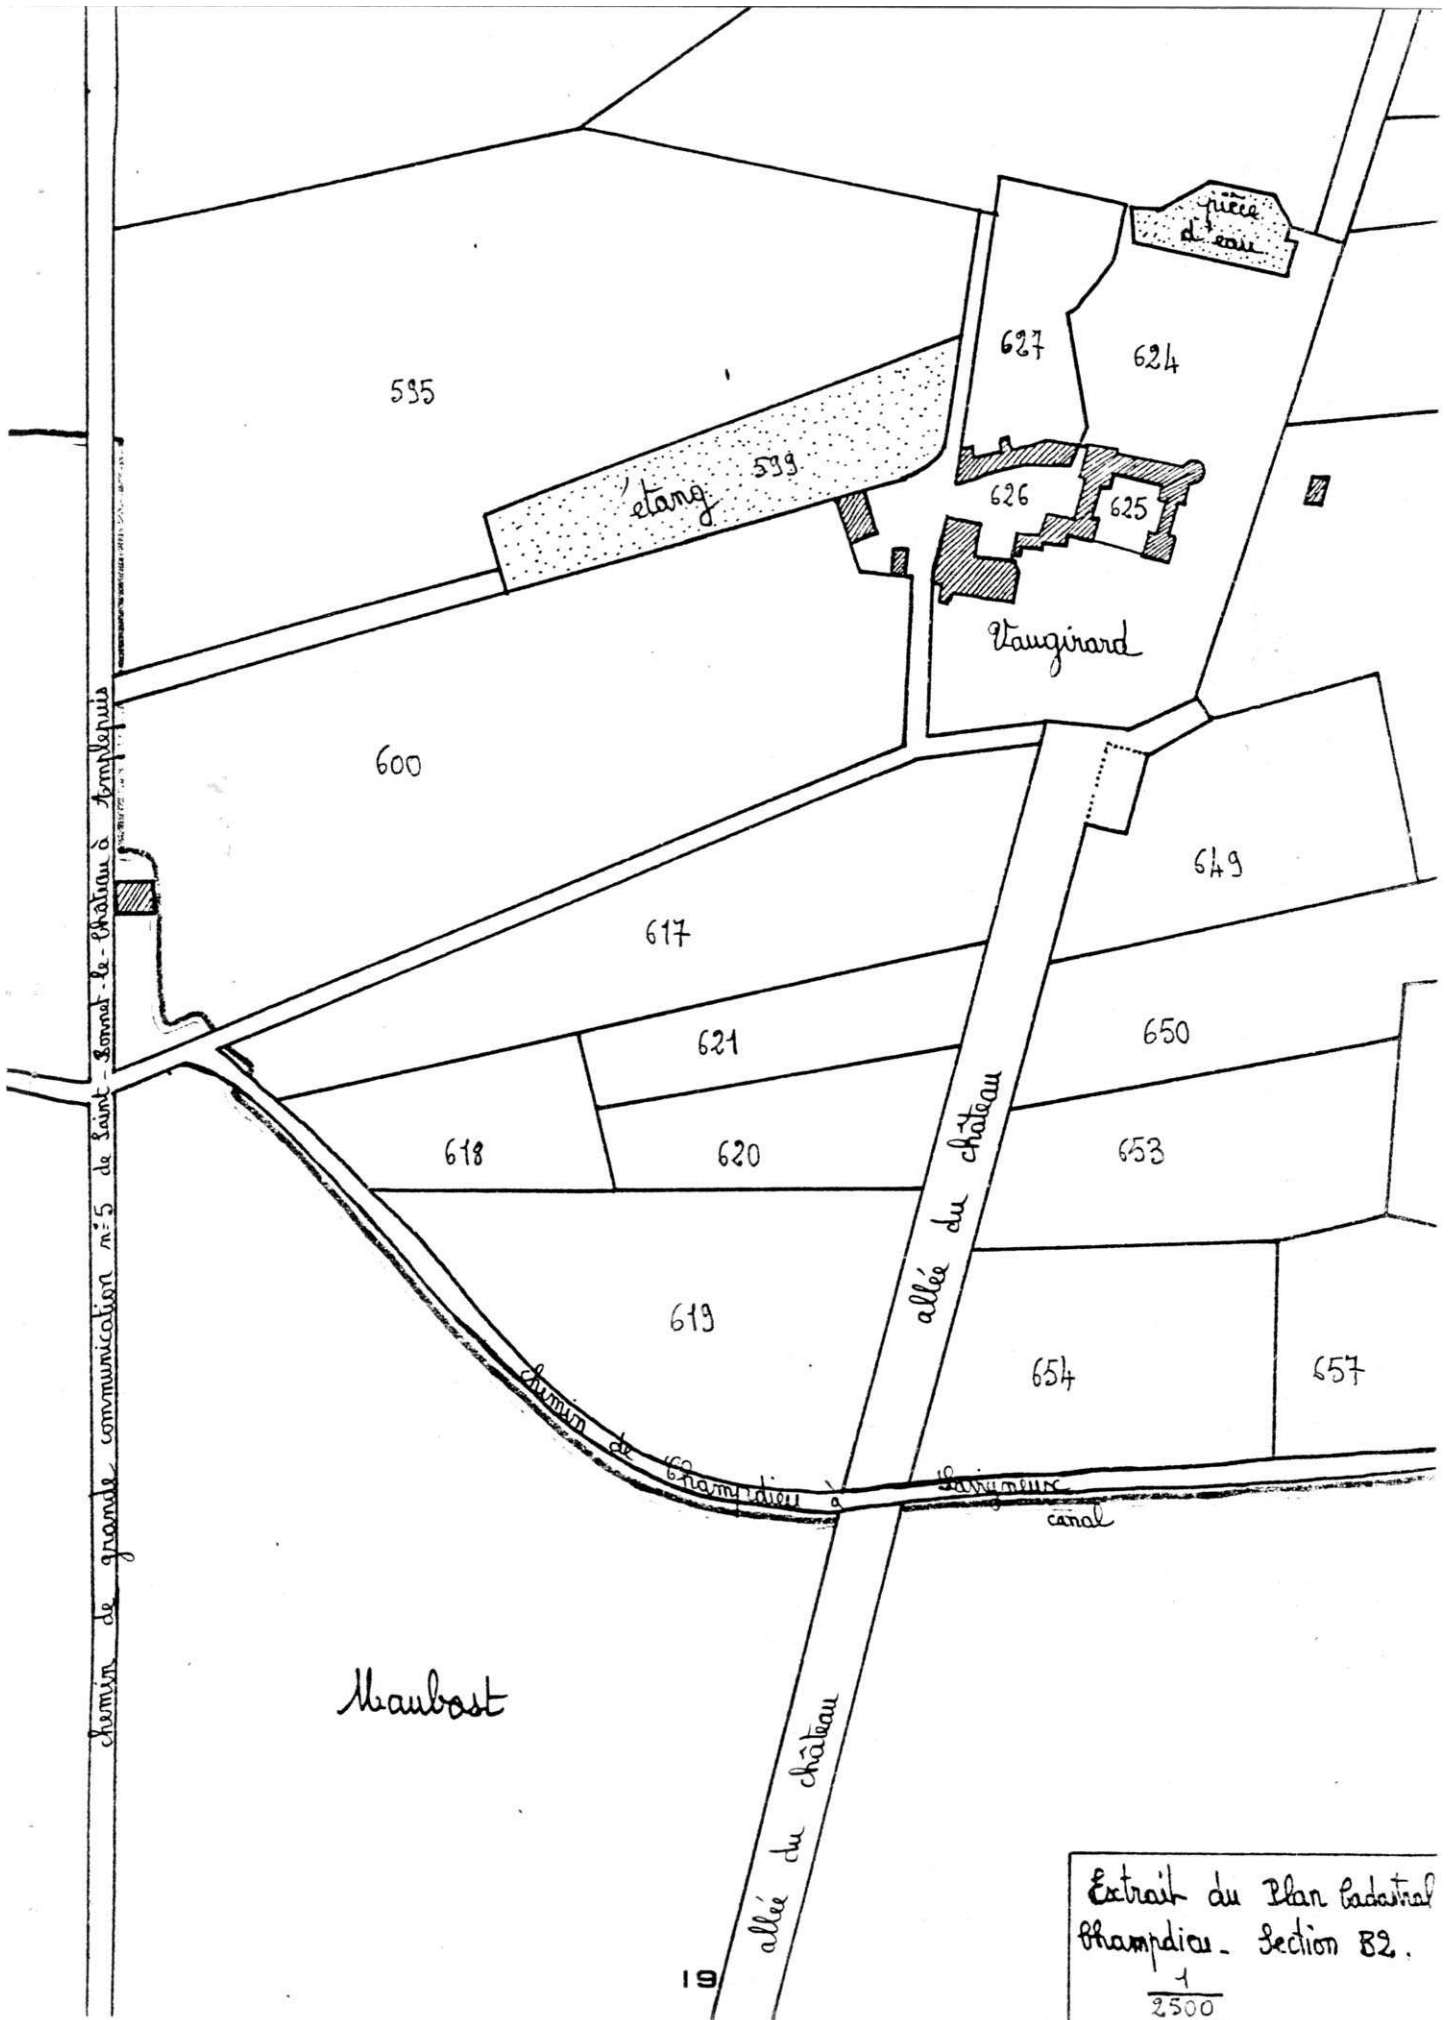 pièce
d'eau
627
624
595
599
étang
626
625
Vaugirard
600
649
617
621
650
618
620
653
619
654
657
allée du château
chemin de grande communication n° 5 de Saint-Bonnet-le-Château à Amplepuis
chemin de Champdieu à Savigneux
canal
Maubost
allée du château
19
Extrait du Plan Cadastral
Champdieu - Section B2.
1
2500